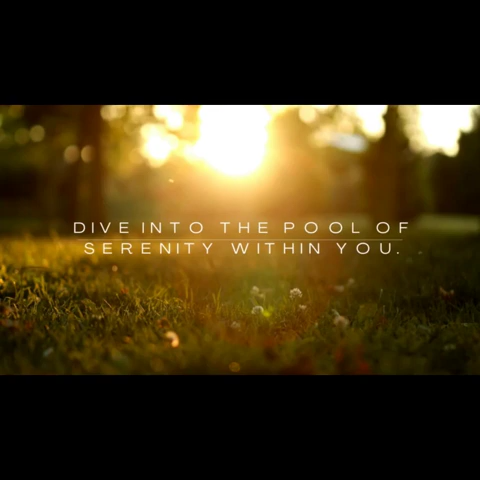 DIVE INTO THE POOL OF
SERENITY WITHIN YOU.